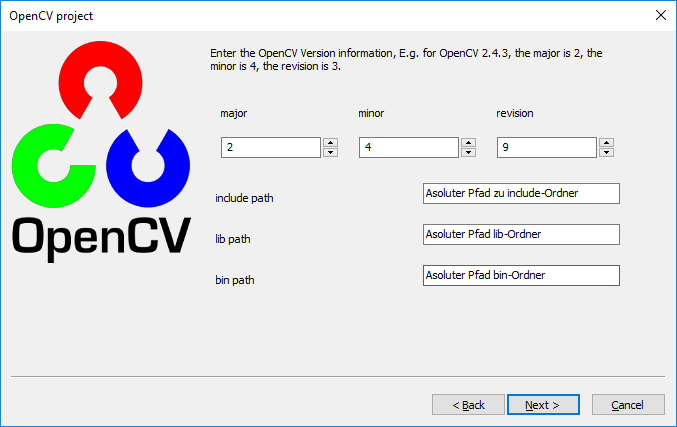 OpenCV project
Enter the OpenCV Version information, E.g. for OpenCV 2.4.3, the major is 2, the
minor is 4, the revision is 3.
major minor revision
2 4 9
include path Asoluter Pfad zu include-Ordner
lib path Asoluter Pfad lib-Ordner
bin path Asoluter Pfad bin-Ordner
OpenCV
< Back Next > Cancel